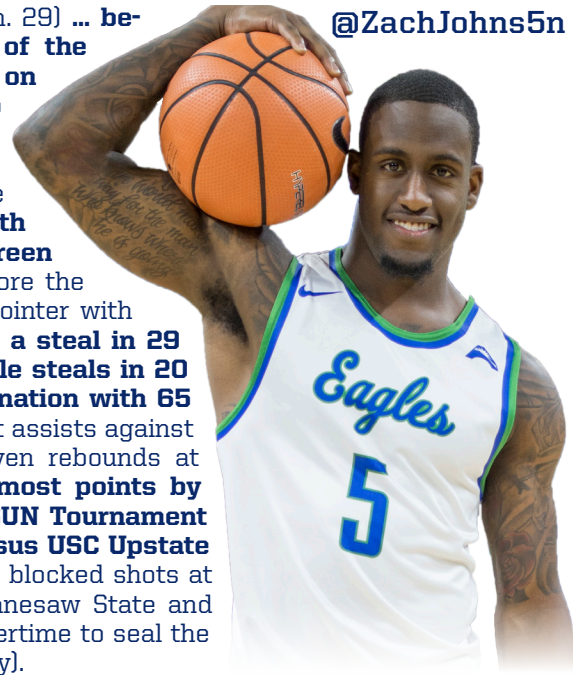 n. 29) ... be-
of the
on
@ZachJohns5n
e
th
reen
ore the
ointer with
a steal in 29
le steals in 20
nation with 65
t assists against
ven rebounds at
most points by
UN Tournament
sus USC Upstate
blocked shots at
nesaw State and
ertime to seal the
y).
Eagles
5